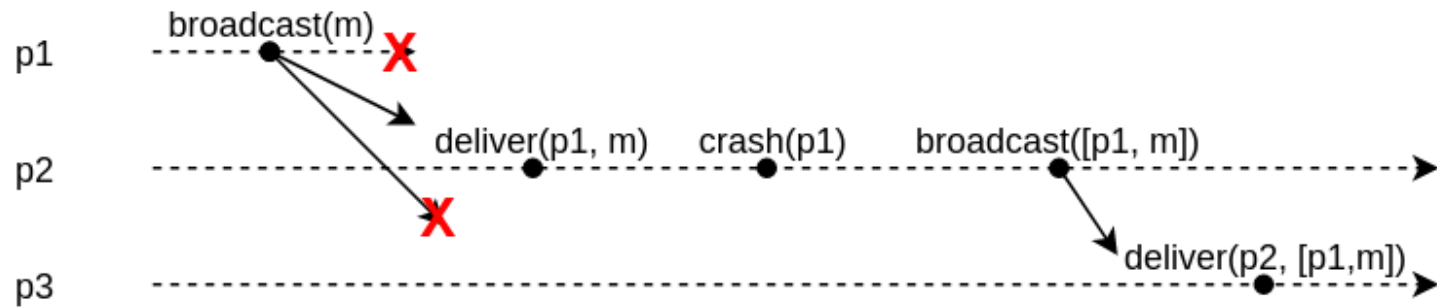 broadcast(m)
p1
deliver(p1, m) crash(p1) broadcast([p1, m])
p2
deliver(p2, [p1,m])
p3